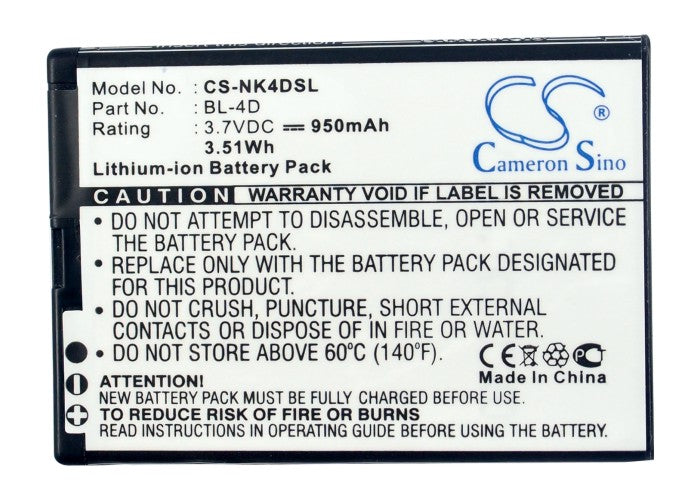 Model No. : CS-NK4DSL
Part No. : BL-4D
Rating : 3.7VDC 950mAh
3.51Wh
Lithium-ion Battery Pack
CS ®
Cameron Sino
CAUTION WARRANTY VOID IF LABEL IS REMOVED
• DO NOT ATTEMPT TO DISASSEMBLE, OPEN OR SERVICE
THE BATTERY PACK.
• REPLACE ONLY WITH THE BATTERY PACK DESIGNATED
FOR THIS PRODUCT.
• DO NOT CRUSH, PUNCTURE, SHORT EXTERNAL
CONTACTS OR DISPOSE OF IN FIRE OR WATER.
• DO NOT STORE ABOVE 60°C (140°F).
CE PCT
Made In China
ATTENTION!
NEW BATTERY MUST BE FULLY CHARGED BEFORE USE.
TO REDUCE RISK OF FIRE OR BURNS
READ INSTRUCTIONS IN OPERATING GUIDE BEFORE USING BATTERY.